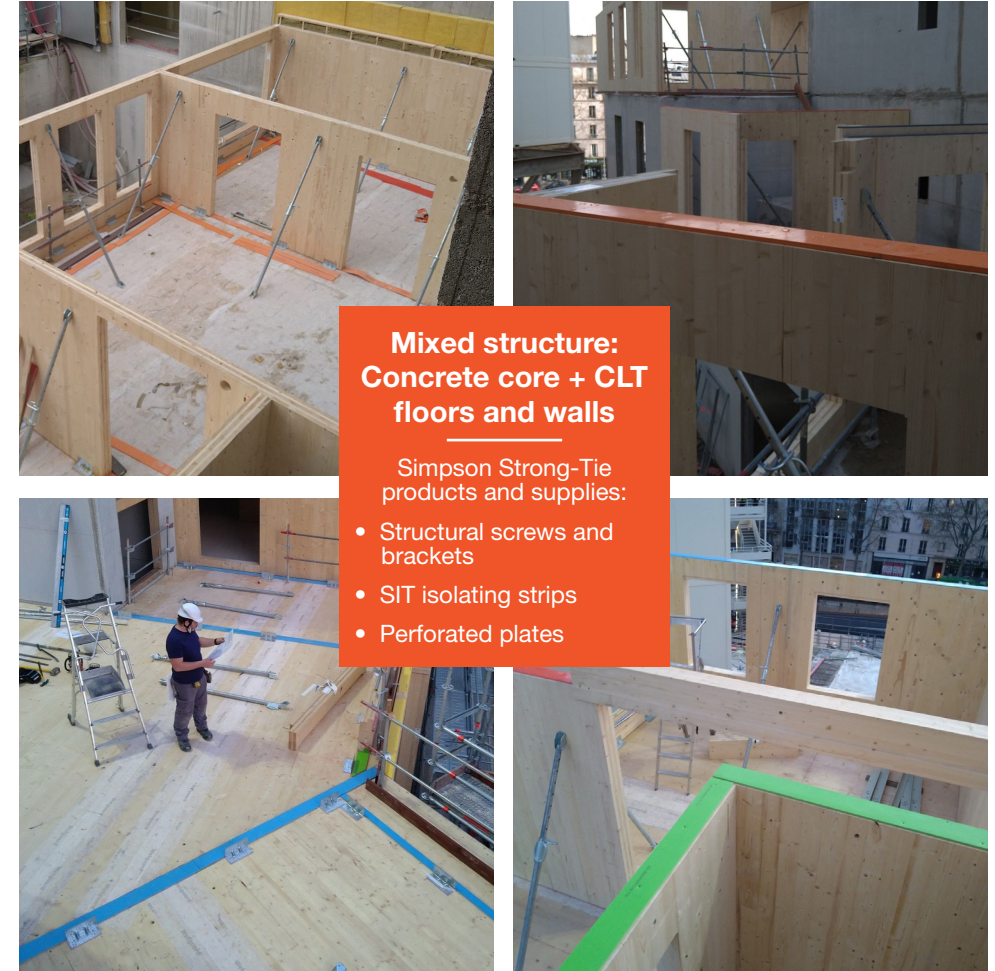 Mixed structure:
Concrete core + CLT
floors and walls
Simpson Strong-Tie
products and supplies:
• Structural screws and
brackets
• SIT isolating strips
• Perforated plates